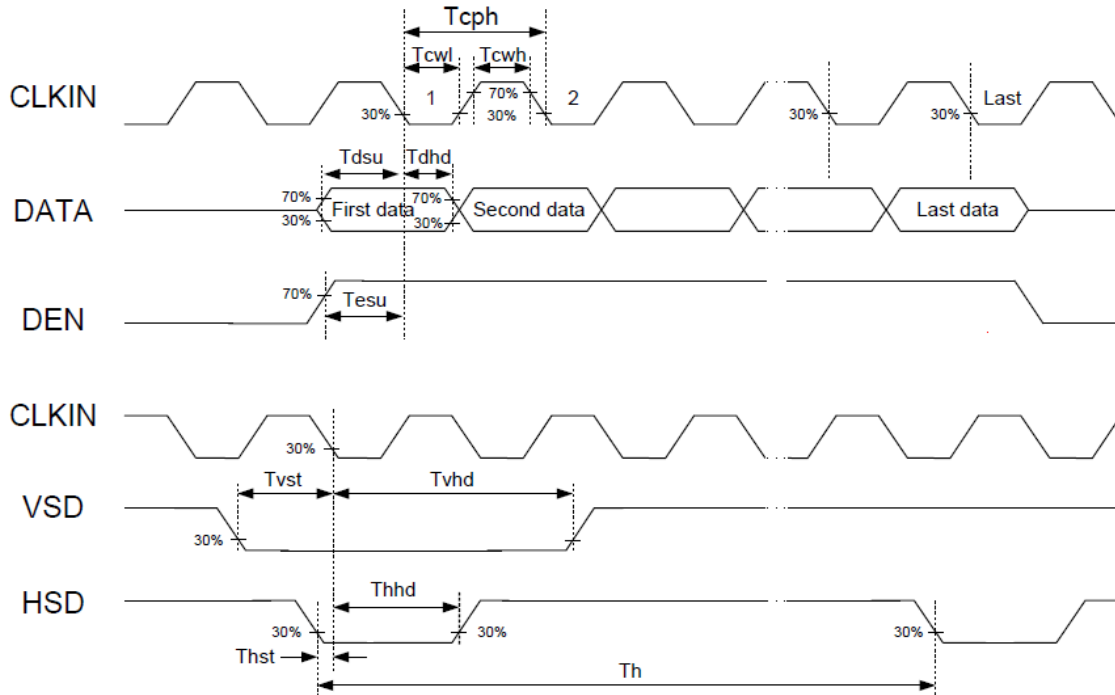 Tcph
Tcwl Tcwh
CLKIN 30% 1 70% 30% 2 30% 30% Last
Tdsu Tdhd
DATA 70% 30% First data 70% 30% Second data Last data
DEN 70% Tesu
CLKIN 30%
Tvst Tvhd
VSD 30%
HSD Thhd
30% 30% 30%
Thst Th